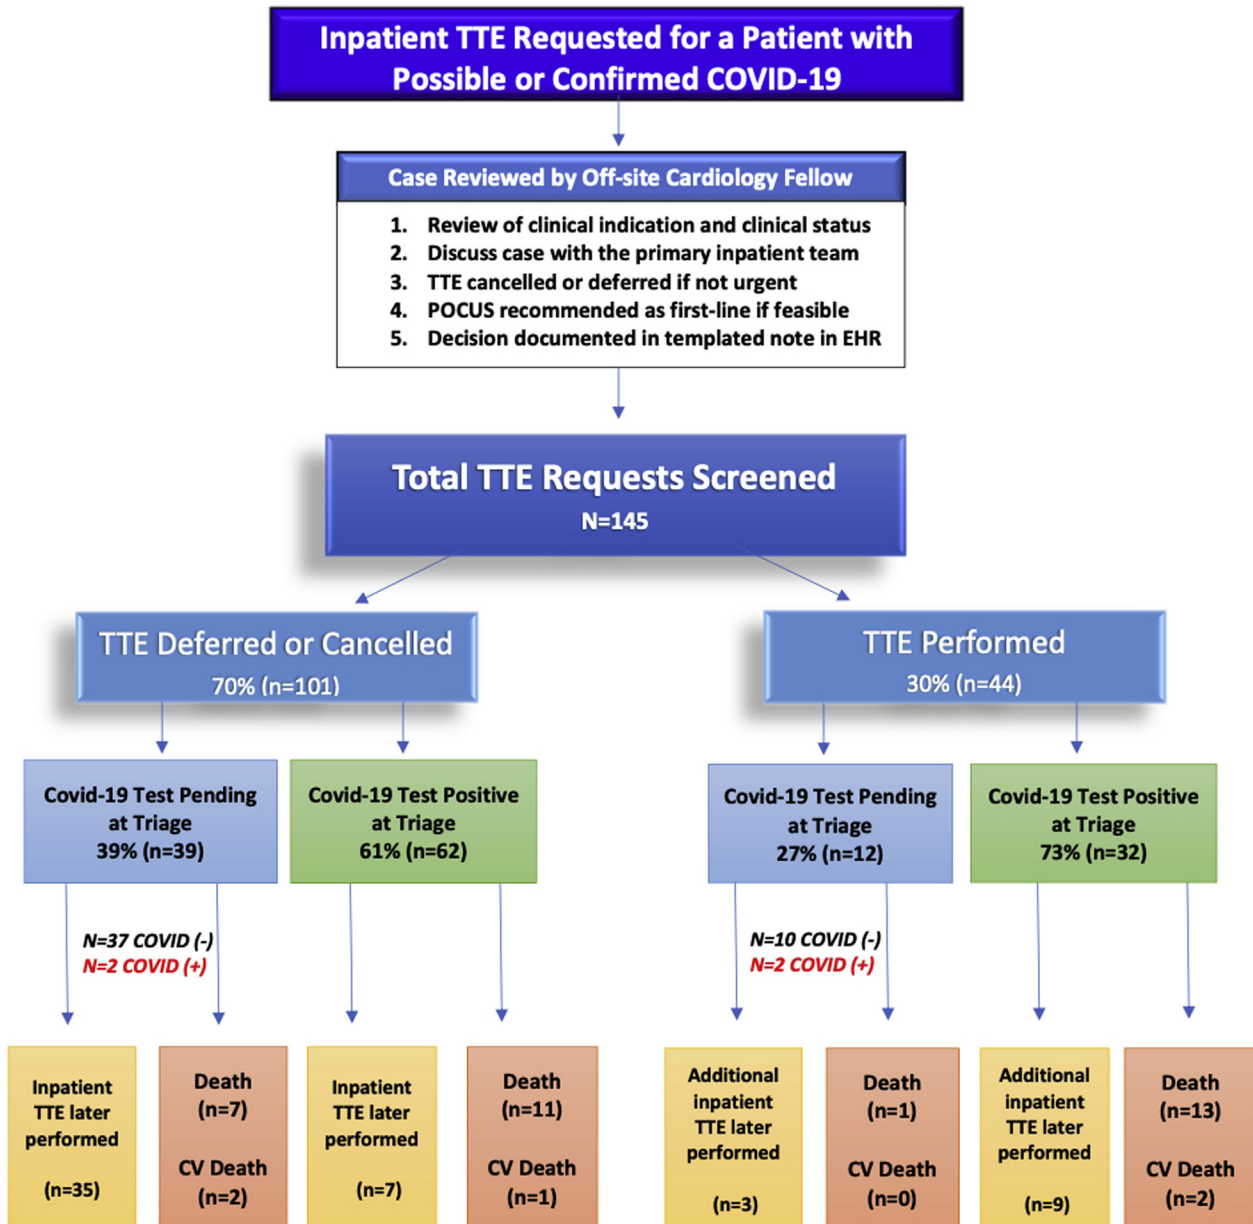 Inpatient TTE Requested for a Patient with
Possible or Confirmed COVID-19
Case Reviewed by Off-site Cardiology Fellow
1. Review of clinical indication and clinical status
2. Discuss case with the primary inpatient team
3. TTE cancelled or deferred if not urgent
4. POCUS recommended as first-line if feasible
5. Decision documented in templated note in EHR
Total TTE Requests Screened
N=145
TTE Deferred or Cancelled
70% (n=101)
TTE Performed
30% (n=44)
Covid-19 Test Pending
at Triage
39% (n=39)
Covid-19 Test Positive
at Triage
61% (n=62)
Covid-19 Test Pending
at Triage
27% (n=12)
Covid-19 Test Positive
at Triage
73% (n=32)
N=37 COVID (-)
N=2 COVID (+)
N=10 COVID (-)
N=2 COVID (+)
Inpatient
TTE later
performed
(n=35)
Death
(n=7)
CV Death
(n=2)
Inpatient
TTE later
performed
(n=7)
Death
(n=11)
CV Death
(n=1)
Additional
inpatient
TTE later
performed
(n=3)
Death
(n=1)
CV Death
(n=0)
Additional
inpatient
TTE later
performed
(n=9)
Death
(n=13)
CV Death
(n=2)